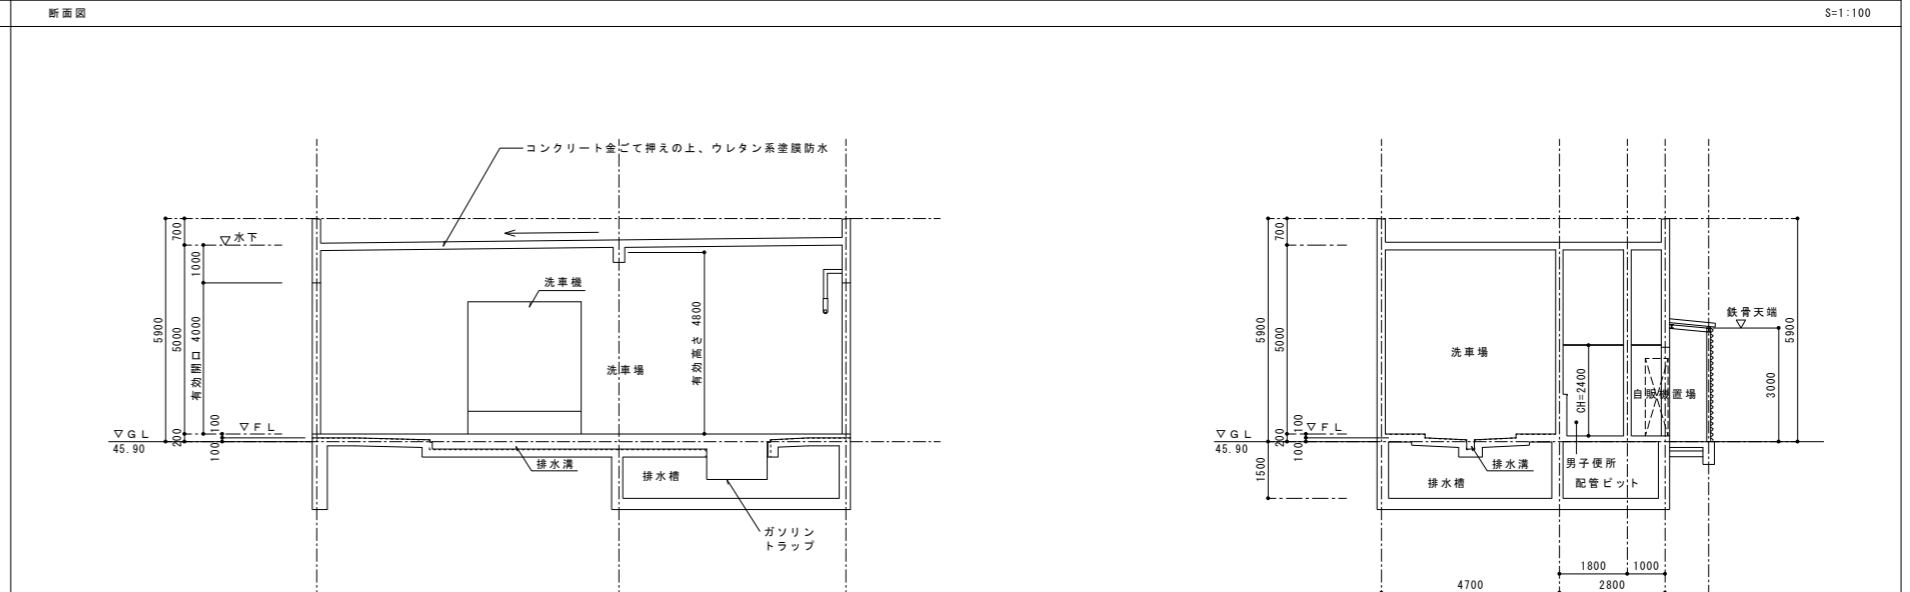 断面図
S=1:100
コンクリート金ごて押えの上、ウレタン系塗膜防水
▽水下
700
1000
5900
5000
有効開口 4000
洗車機
有効高さ 4800
洗車場
100
200
100
▽FL
▽GL
45.90
排水溝
排水槽
ガソリン
トラップ
700
5900
5000
洗車場
鉄骨天端
▽
5900
CH=2400
自販機置場
3000
100
200
100
▽FL
▽GL
45.90
1500
排水溝
男子便所
排水槽
配管ピット
1800
1000
4700
2800